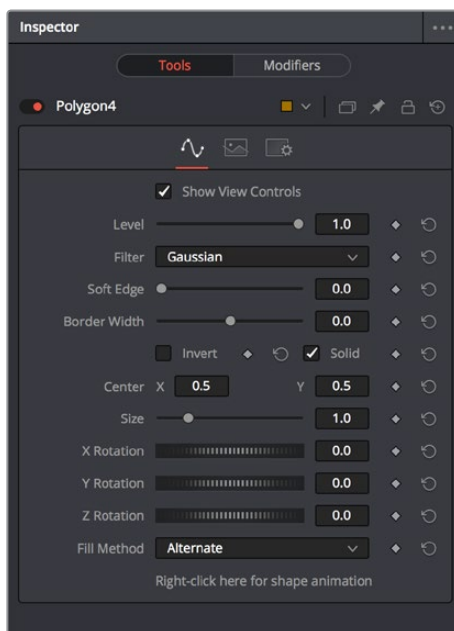 Inspector
Tools Modifiers
Polygon4
Show View Controls
Level 1.0
Filter Gaussian
Soft Edge 0.0
Border Width 0.0
Invert Solid
Center X 0.5 Y 0.5
Size 1.0
X Rotation 0.0
Y Rotation 0.0
Z Rotation 0.0
Fill Method Alternate
Right-click here for shape animation